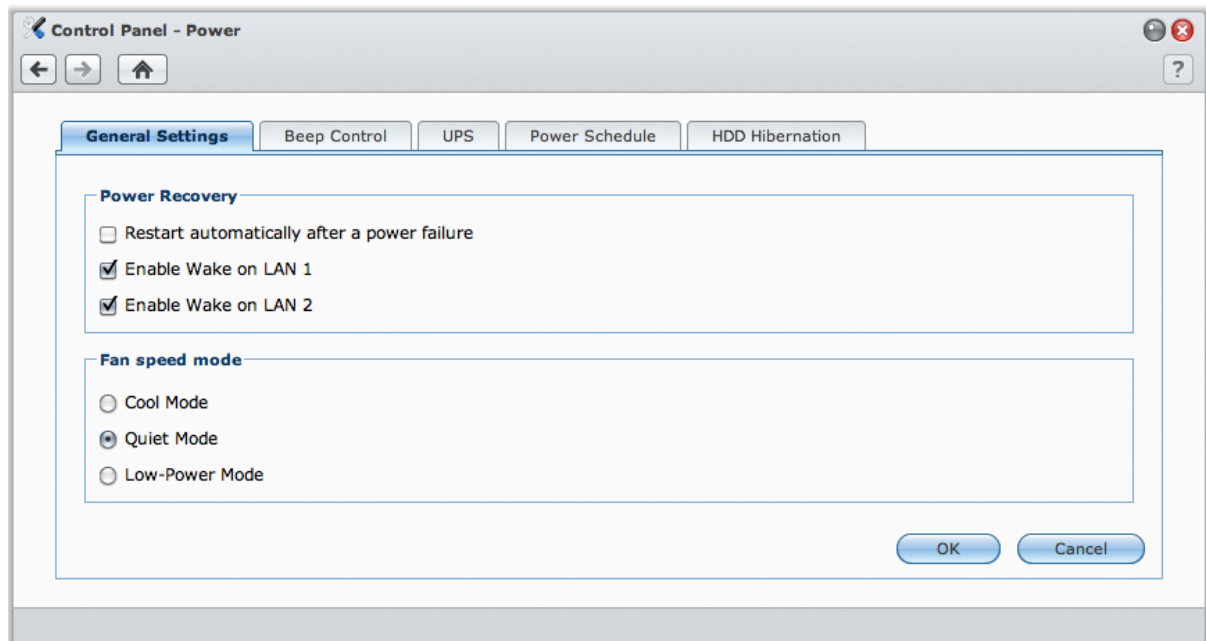 Control Panel - Power
?
General Settings
Beep Control
UPS
Power Schedule
HDD Hibernation
Power Recovery
Restart automatically after a power failure
Enable Wake on LAN 1
Enable Wake on LAN 2
Fan speed mode
Cool Mode
Quiet Mode
Low-Power Mode
OK
Cancel